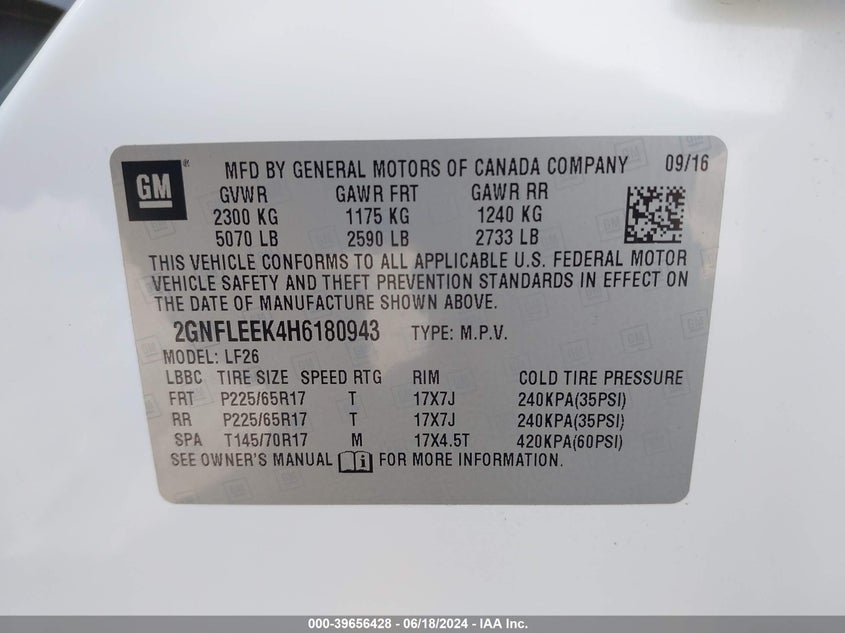 GM ® MFD BY GENERAL MOTORS OF CANADA COMPANY 09/16
GVWR GAWR FRT GAWR RR
2300 KG 1175 KG 1240 KG
5070 LB 2590 LB 2733 LB
THIS VEHICLE CONFORMS TO ALL APPLICABLE U.S. FEDERAL MOTOR
VEHICLE SAFETY AND THEFT PREVENTION STANDARDS IN EFFECT ON
THE DATE OF MANUFACTURE SHOWN ABOVE.
2GNFLEEK4H6180943 TYPE: M.P.V.
MODEL: LF26
LBBC TIRE SIZE SPEED RTG RIM COLD TIRE PRESSURE
FRT P225/65R17 T 17X7J 240KPA(35PSI)
RR P225/65R17 T 17X7J 240KPA(35PSI)
SPA T145/70R17 M 17X4.5T 420KPA(60PSI)
SEE OWNER'S MANUAL FOR MORE INFORMATION.
000-39656428 - 06/18/2024 - IAA Inc.